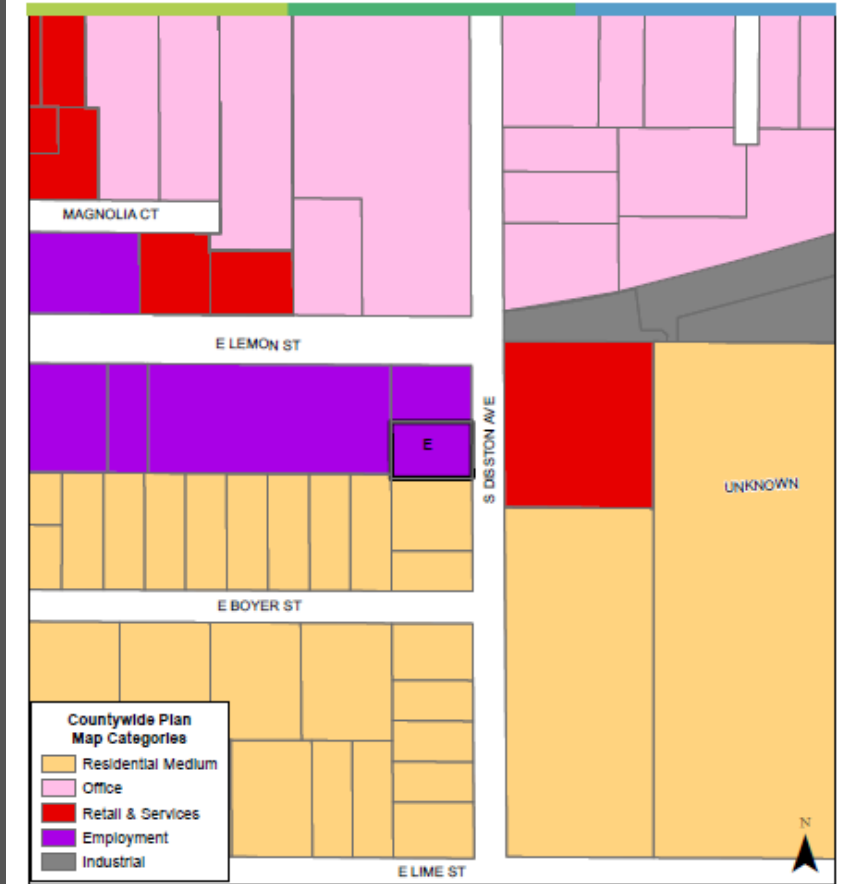 MAGNOLIA CT
E LEMON ST
E
S DISSTON AVE
UNKNOWN
E BOYER ST
Countywide Plan
Map Categories
Residential Medium
Office
Retail & Services
Employment
Industrial
N
E LIME ST